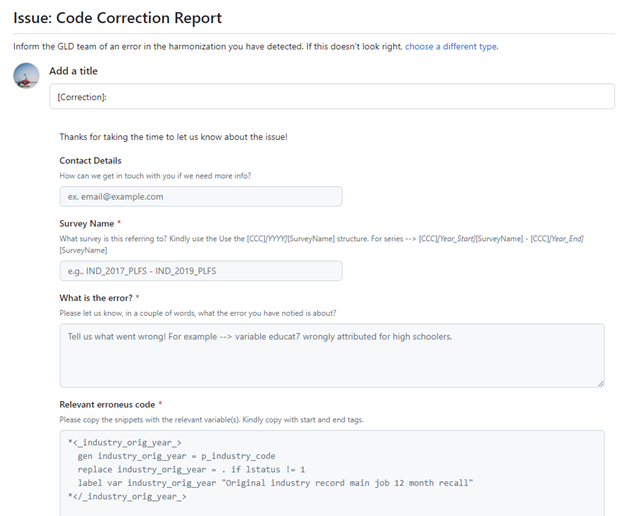 Issue: Code Correction Report
Inform the GLD team of an error in the harmonization you have detected. If this doesn't look right, choose a different type.
Add a title
[Correction]:
Thanks for taking the time to let us know about the issue!
Contact Details
How can we get in touch with you if we need more info?
ex. email@example.com
Survey Name *
What survey is this referring to? Kindly use the Use the [CCC][YYYY][SurveyName] structure. For series --> [CCC][Year_Start][SurveyName] - [CCC][Year_End]
[SurveyName]
e.g., IND_2017_PLFS - IND_2019_PLFS
What is the error? *
Please let us know, in a couple of words, what the error you have notied is about?
Tell us what went wrong! For example --> variable educat7 wrongly attributed for high schoolers.
Relevant erroneus code *
Please copy the snippets with the relevant variable(s). Kindly copy with start and end tags.
*<_industry_orig_year_>
gen industry_orig_year = p_industry_code
replace industry_orig_year = . if lstatus != 1
label var industry_orig_year "Original industry record main job 12 month recall"
*</_industry_orig_year_>